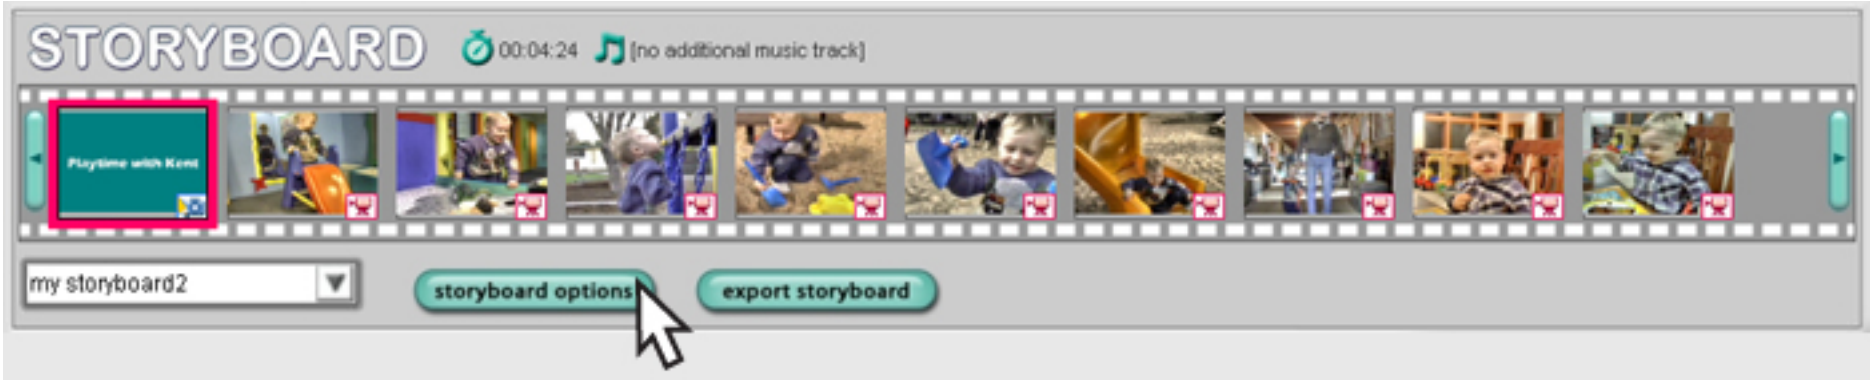 STORYBOARD 00:04:24 [no additional music track]
Playtime with Kent
my storyboard2
storyboard options
export storyboard